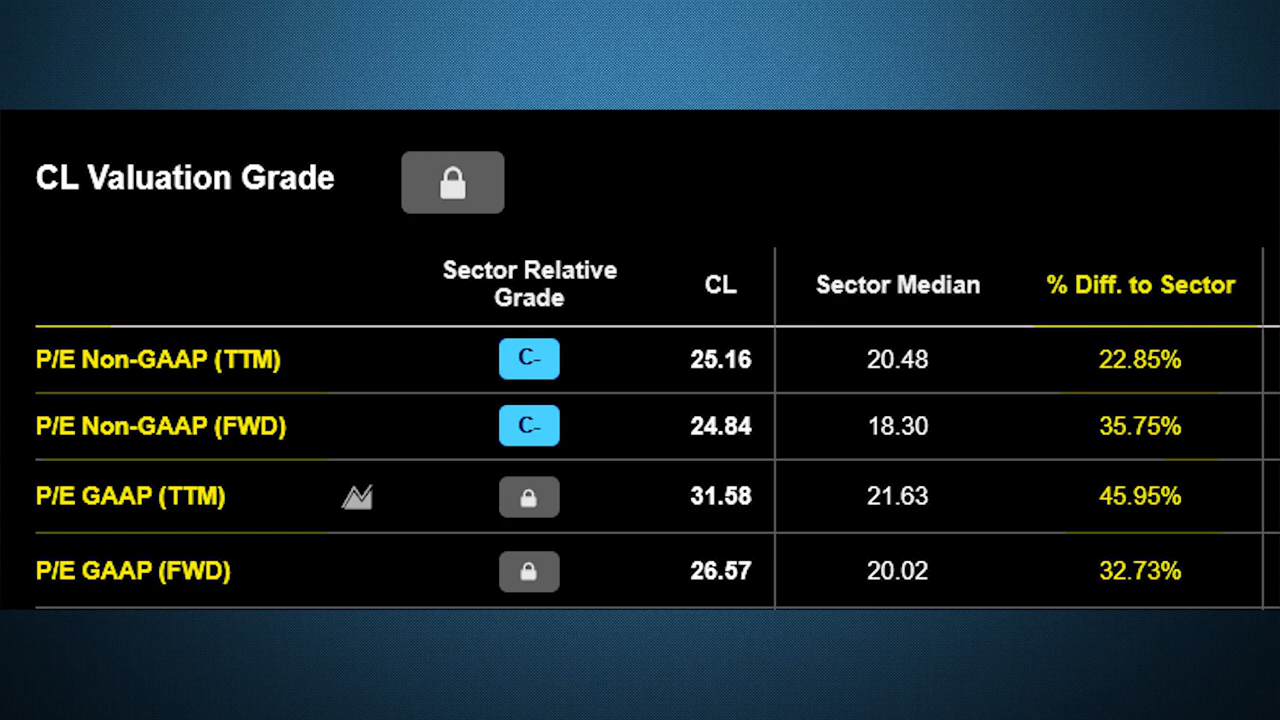 CL Valuation Grade
Sector Relative
Grade
CL
Sector Median
% Diff. to Sector
P/E Non-GAAP (TTM)
C-
25.16
20.48
22.85%
P/E Non-GAAP (FWD)
C-
24.84
18.30
35.75%
P/E GAAP (TTM)
31.58
21.63
45.95%
P/E GAAP (FWD)
26.57
20.02
32.73%